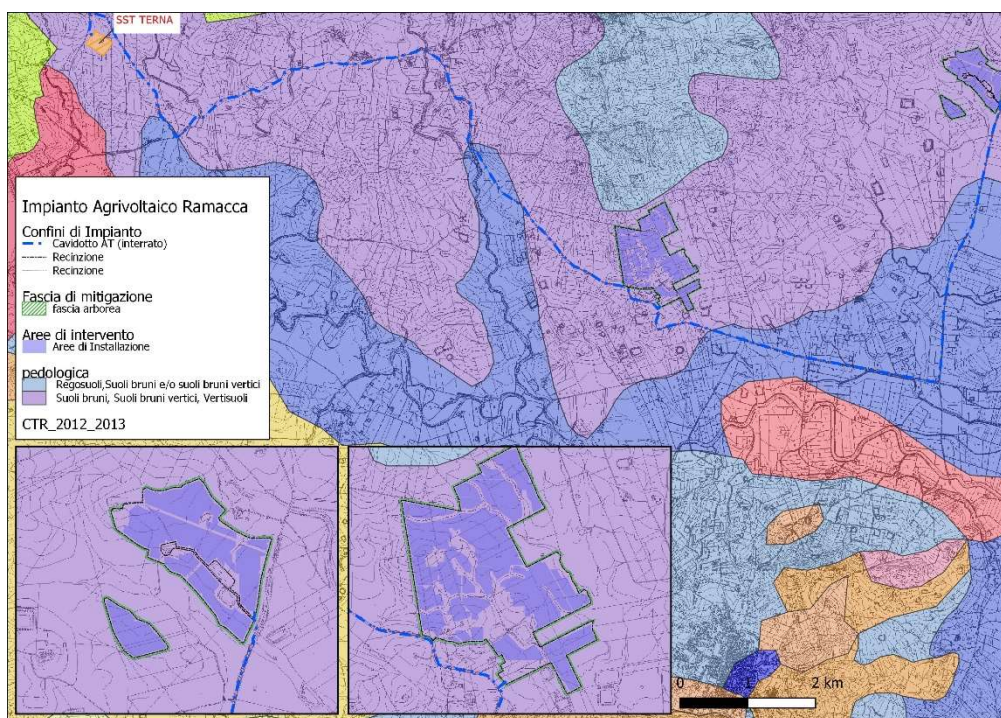 SST TERNA
Impianto Agrivoltaico Ramacca
Confini di Impianto
Cavidotto AT (interrato)
Recinzione
Recinzione
Fascia di mitigazione
fascia arborea
Aree di intervento
Aree di Installazione
pedologica
Regosuoli,Suoli bruni e/o suoli bruni vertici
Suoli bruni, Suoli bruni vertici, Vertisuoli
CTR_2012_2013
0 1 2 km